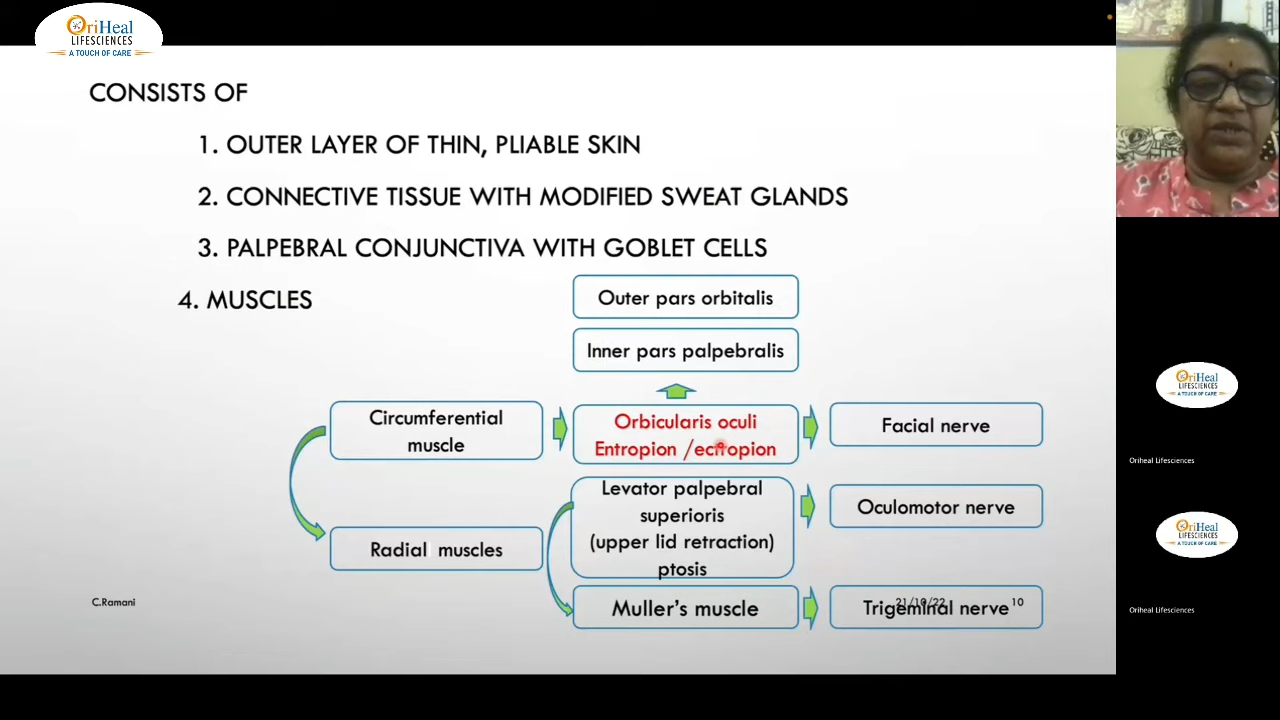 OriHeal
LIFESCIENCES
A TOUCH OF CARE
CONSISTS OF
1. OUTER LAYER OF THIN, PLIABLE SKIN
2. CONNECTIVE TISSUE WITH MODIFIED SWEAT GLANDS
3. PALPEBRAL CONJUNCTIVA WITH GOBLET CELLS
4. MUSCLES
Outer pars orbitalis
Inner pars palpebralis
Circumferential
muscle
Orbicularis oculi
Entropion /ectropion
Facial nerve
Levator palpebral
superioris
(upper lid retraction)
ptosis
Oculomotor nerve
Radial muscles
Muller's muscle
Trigeminal nerve
C.Ramani
21/10/22
10
OriHeal
LIFESCIENCES
A TOUCH OF CARE
Oriheal Lifesciences
OriHeal
LIFESCIENCES
A TOUCH OF CARE
Oriheal Lifesciences